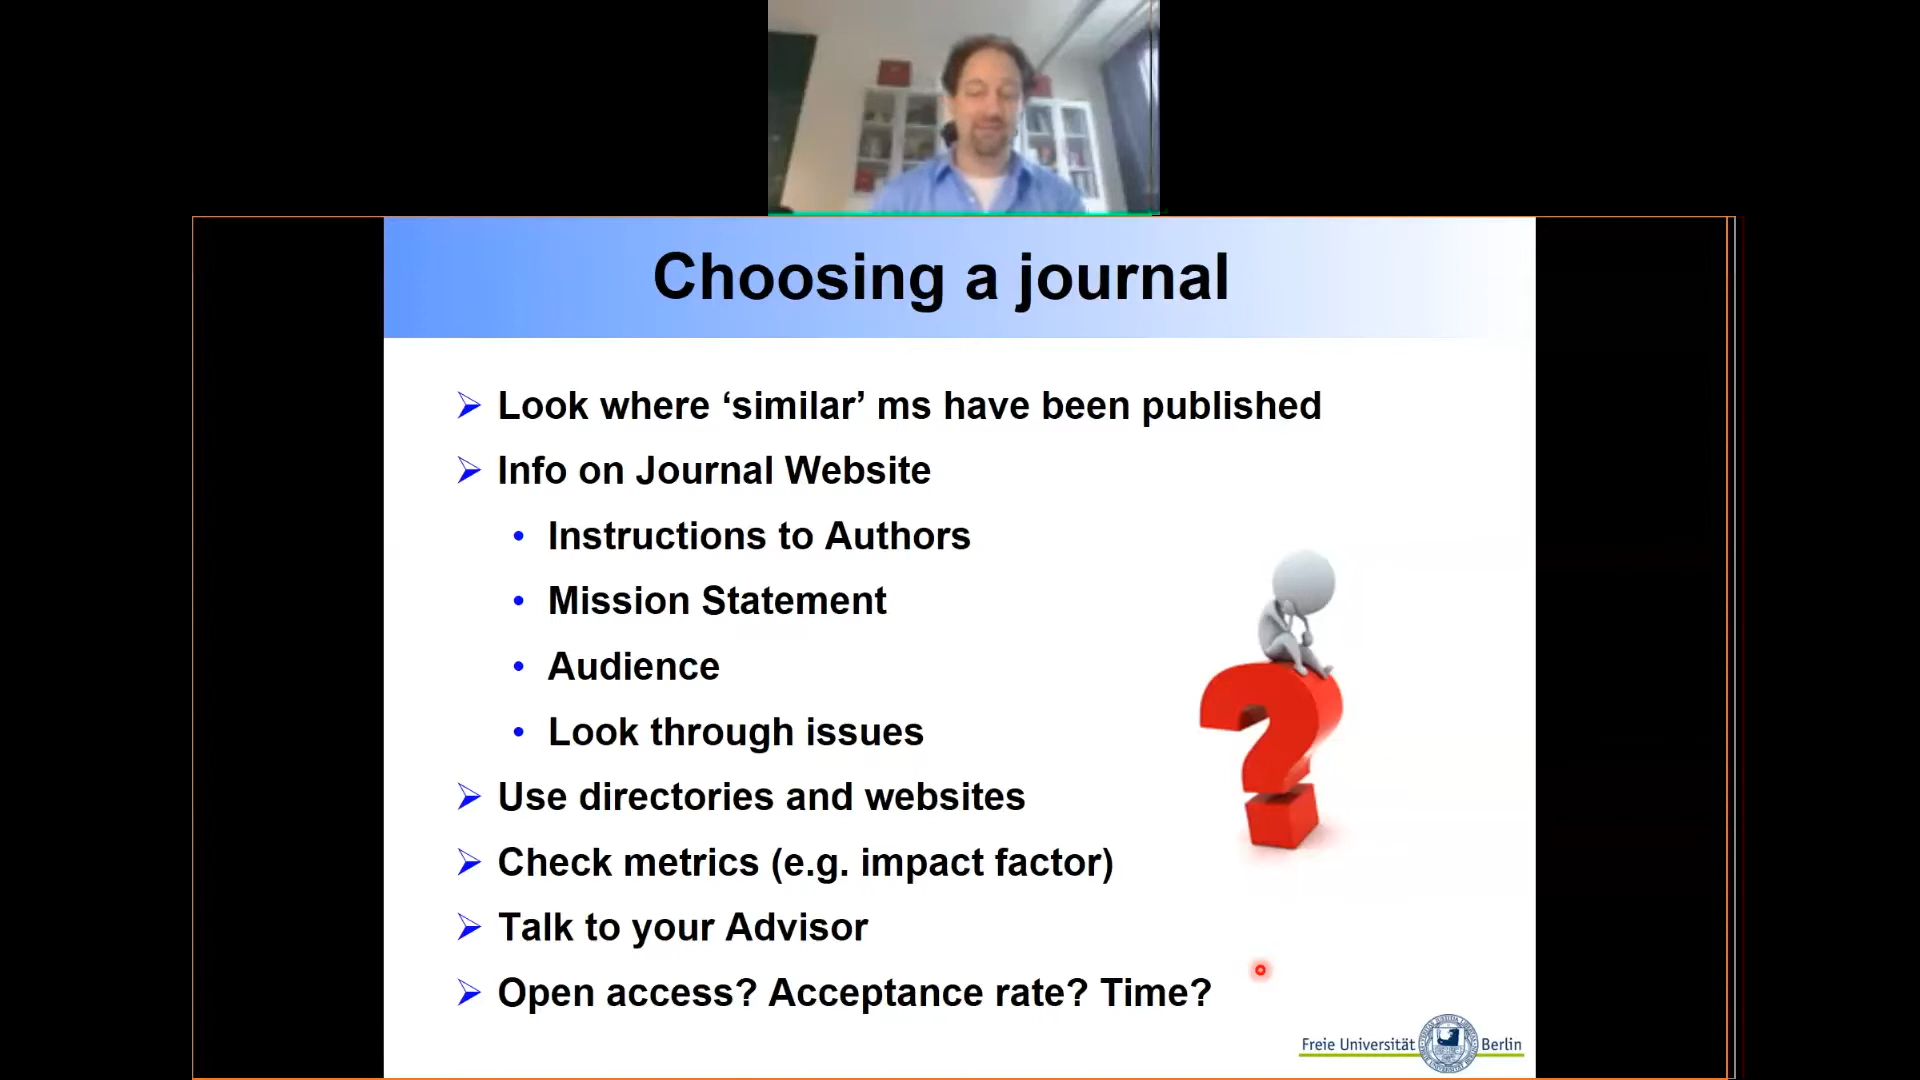 Choosing a journal
Look where ‘similar’ ms have been published
Info on Journal Website
Instructions to Authors
Mission Statement
Audience
Look through issues
Use directories and websites
Check metrics (e.g. impact factor)
Talk to your Advisor
Open access? Acceptance rate? Time?
Freie Universität Berlin